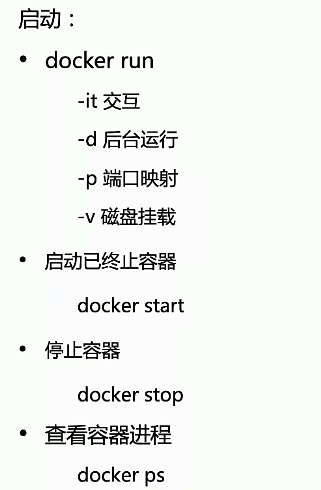 启动：
• docker run
-it 交互
-d 后台运行
-p 端口映射
-v 磁盘挂载
• 启动已终止容器
docker start
• 停止容器
docker stop
• 查看容器进程
docker ps